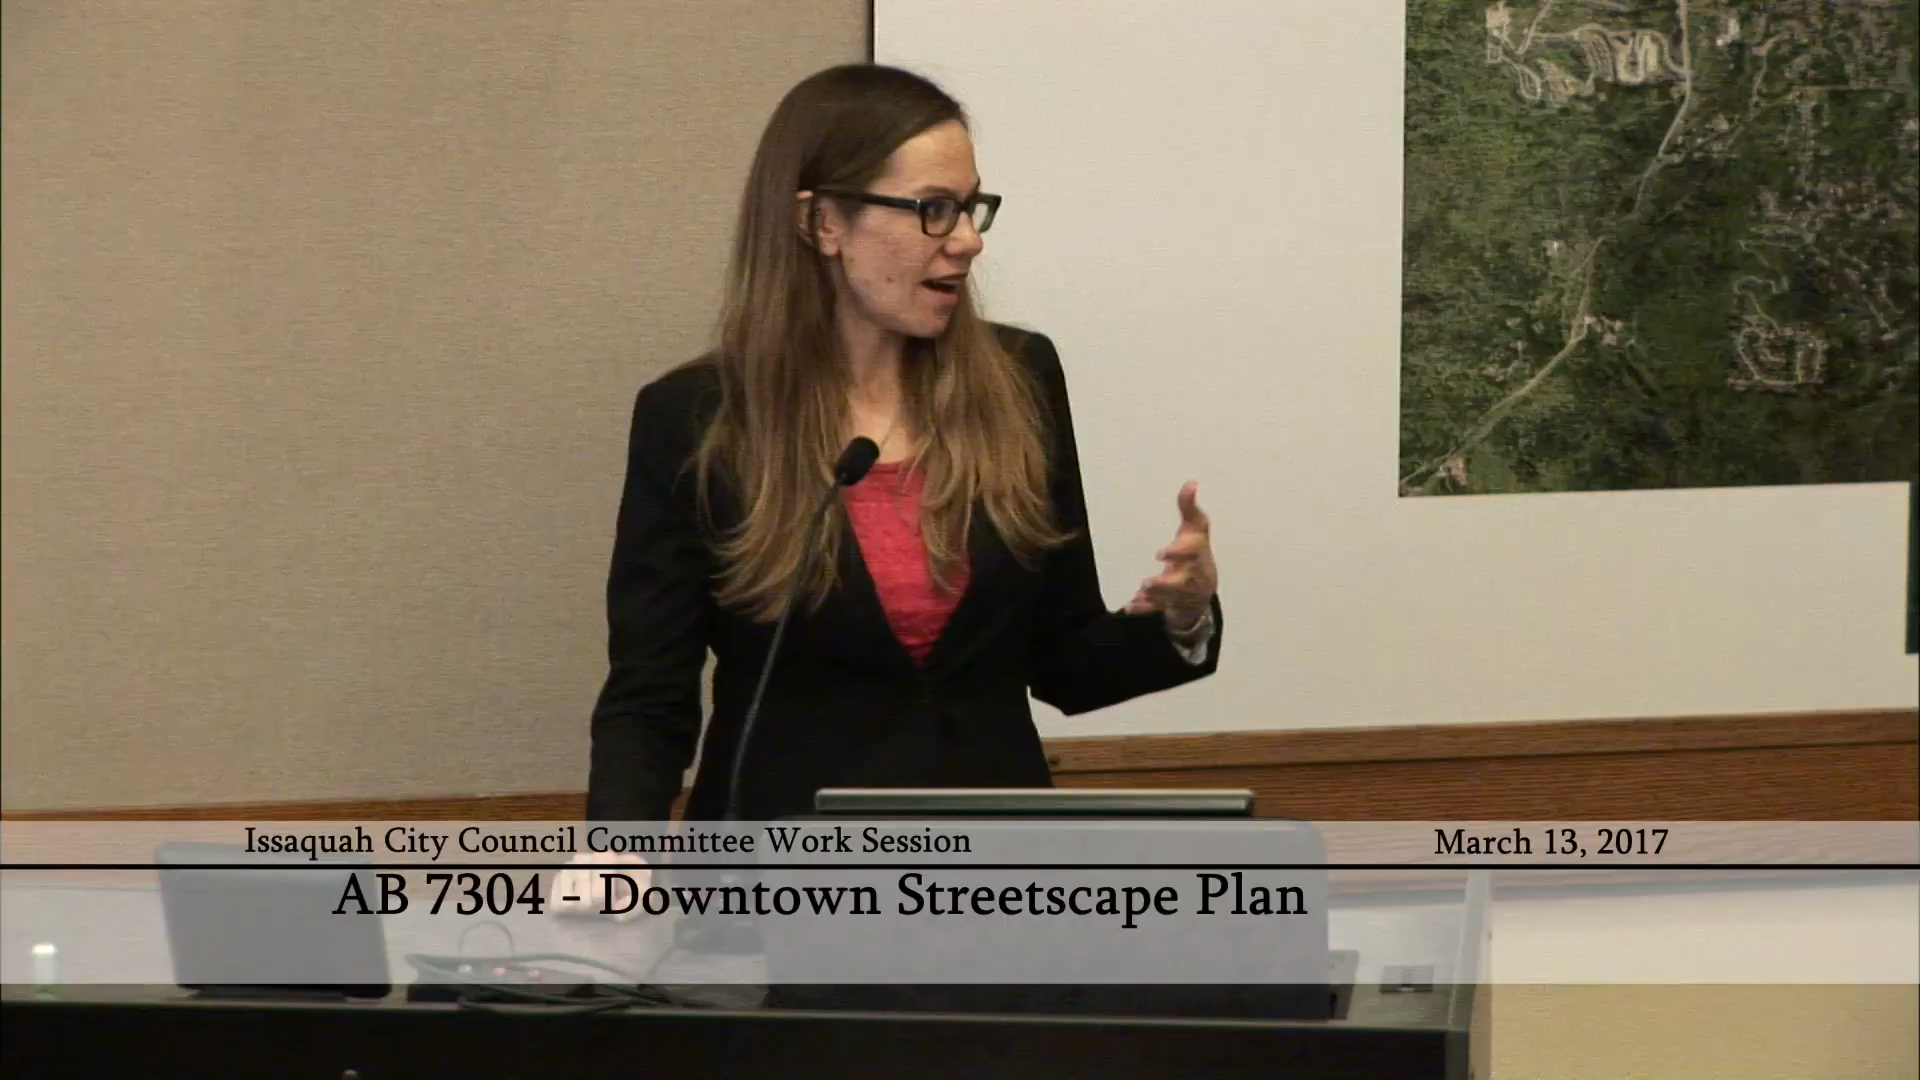 Issaquah City Council Committee Work Session
March 13, 2017
AB 7304 - Downtown Streetscape Plan